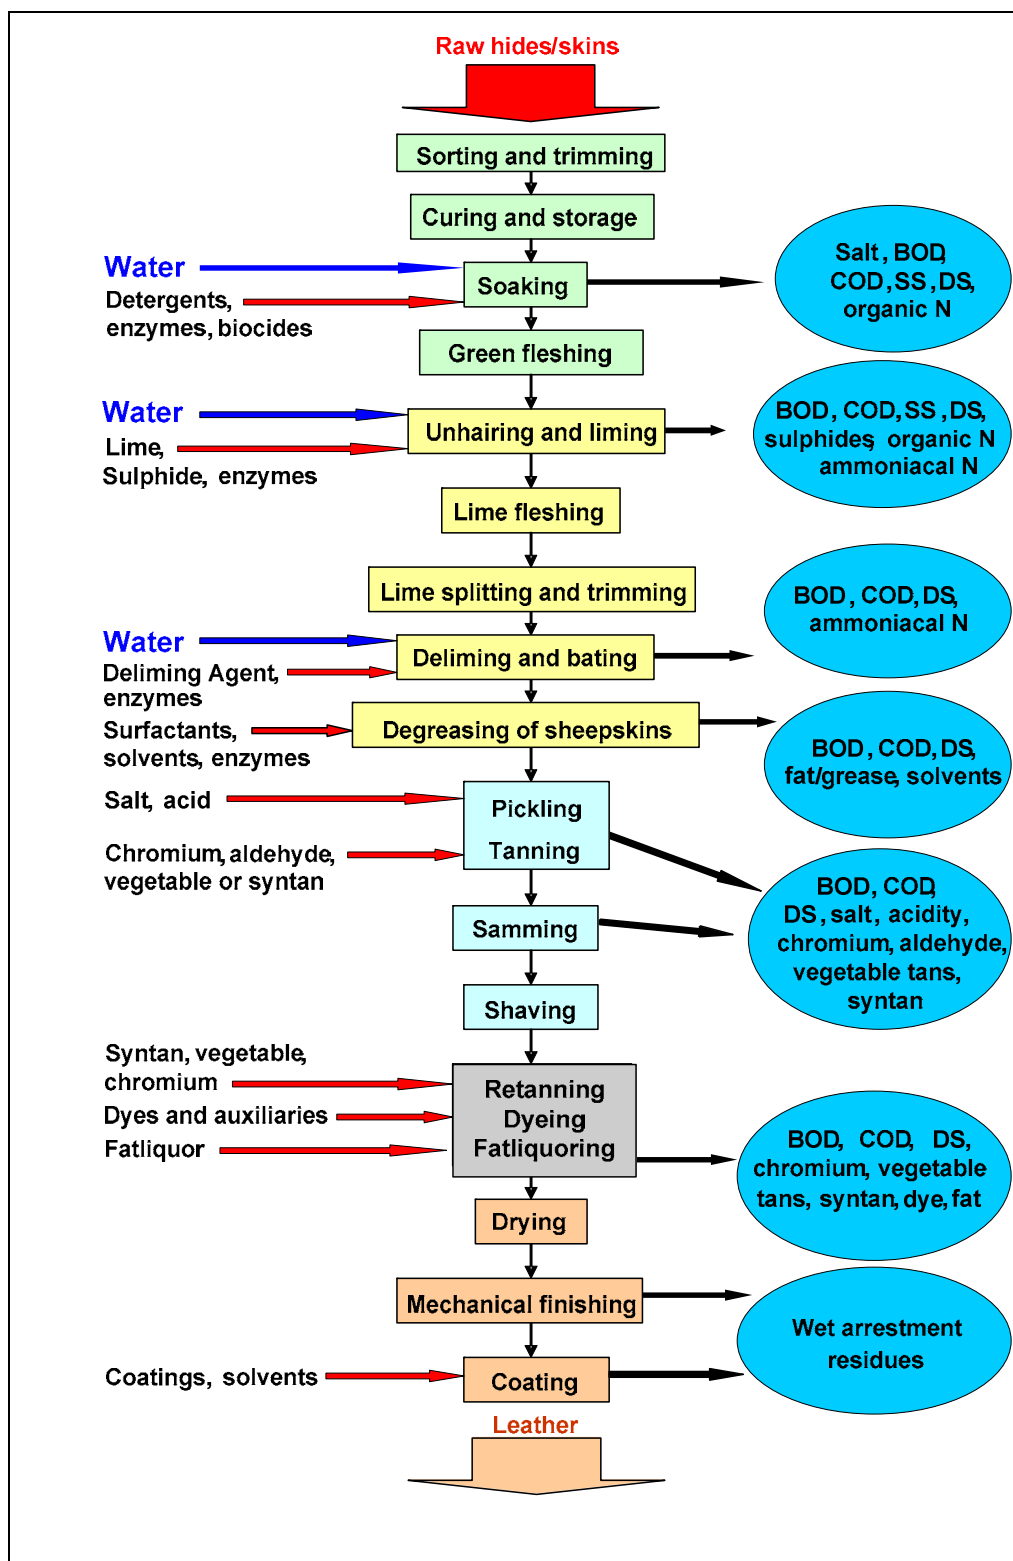 Raw hides/skins
Sorting and trimming
Curing and storage
Water
Detergents,
enzymes, biocides
Soaking
Salt, BOD,
COD, SS, DS,
organic N
Green fleshing
Water
Lime,
Sulphide, enzymes
Unhairing and liming
BOD, COD, SS, DS,
sulphides, organic N
ammoniacal N
Lime fleshing
Lime splitting and trimming
Water
Deliming Agent,
enzymes
Deliming and bating
BOD, COD, DS,
ammoniacal N
Surfactants,
solvents, enzymes
Degreasing of sheepskins
BOD, COD, DS,
fat/grease, solvents
Salt, acid
Pickling
Chromium, aldehyde,
vegetable or syntan
Tanning
Samming
BOD, COD,
DS, salt, acidity,
chromium, aldehyde,
vegetable tans,
syntan
Shaving
Syntan, vegetable,
chromium
Dyes and auxiliaries
Fatliquor
Retanning
Dyeing
Fatliquoring
BOD, COD, DS,
chromium, vegetable
tans, syntan, dye, fat
Drying
Mechanical finishing
Wet arrestment
residues
Coatings, solvents
Coating
Leather